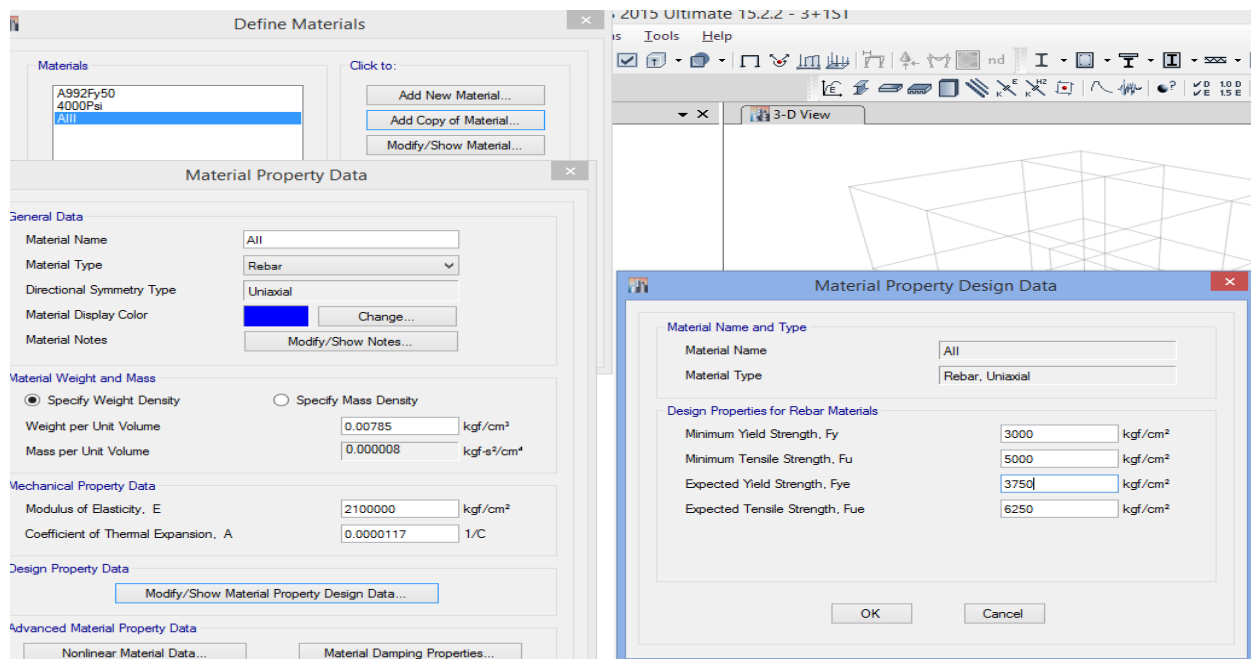 Define Materials
Materials
A992Fy50
4000Psi
AIII
Click to:
Add New Material...
Add Copy of Material...
Modify/Show Material...
2015 Ultimate 15.2.2 - 3+1ST
Tools Help
nd
3-D View
Material Property Data
General Data
Material Name AII
Material Type Rebar
Directional Symmetry Type Uniaxial
Material Display Color Change...
Material Notes Modify/Show Notes...
Material Weight and Mass
Specify Weight Density Specify Mass Density
Weight per Unit Volume 0.00785 kgf/cm³
Mass per Unit Volume 0.000008 kgf-s²/cm⁴
Mechanical Property Data
Modulus of Elasticity, E 2100000 kgf/cm²
Coefficient of Thermal Expansion, A 0.0000117 1/C
Design Property Data
Modify/Show Material Property Design Data...
Advanced Material Property Data
Nonlinear Material Data... Material Damping Properties...
Material Property Design Data
Material Name and Type
Material Name AII
Material Type Rebar, Uniaxial
Design Properties for Rebar Materials
Minimum Yield Strength, Fy 3000 kgf/cm²
Minimum Tensile Strength, Fu 5000 kgf/cm²
Expected Yield Strength, Fye 3750 kgf/cm²
Expected Tensile Strength, Fue 6250 kgf/cm²
OK Cancel